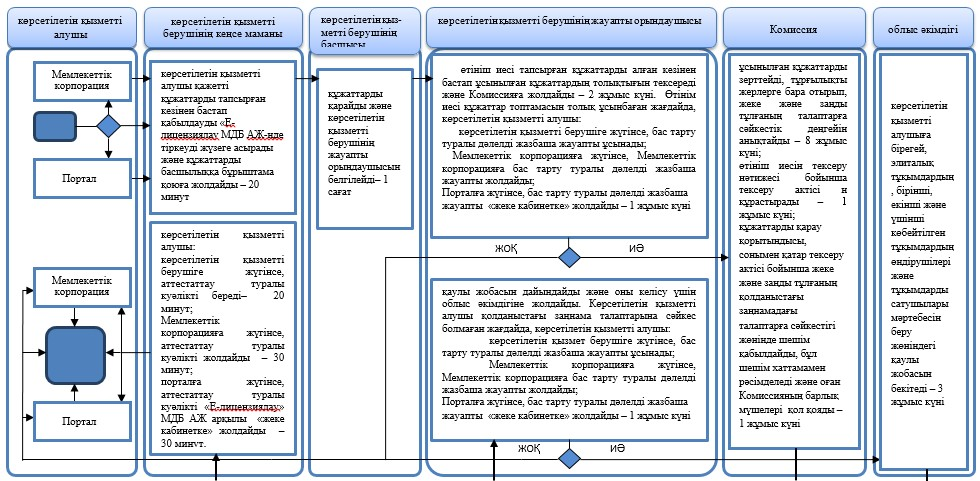 көрсетілетін қызметті
алушы
көрсетілетін қызметті
берушінің кеңсе маманы
көрсетілетін қыз-
метті берушінің
басшысы
көрсетілетін қызметті берушінің жауапты орындаушысы
Комиссия
облыс әкімдігі
Мемлекеттік
корпорация
Портал
Мемлекеттік
корпорация
Портал
көрсетілетін қызметті
алушы қажетті
құжаттарды тапсырған
кезінен бастап
қабылдауды «Е-
лицензиялау МДБ АЖ-нде
тіркеуді жүзеге асырады
және құжаттарды
басшылыққа бұрыштама
қоюға жолдайды – 20
минут
көрсетілетін қызметті
алушы:
көрсетілетін қызметті
берушіге жүгінсе,
аттестаттау туралы
куәлікті береді– 20
минут;
Мемлекеттік
корпорацияға жүгінсе,
аттестаттау туралы
куәлікті жолдайды – 30
минут;
порталға жүгінсе,
аттестаттау туралы
куәлікті «Е-лицензиялау»
МДБ АЖ арқылы «жеке
кабинетке» жолдайды –
30 минут.
құжаттарды
қарайды және
көрсетілетін
қызметті
берушінің
жауапты
орындаушысын
белгілейді– 1
сағат
өтініш иесі тапсырған құжаттарды алған кезінен
бастап ұсынылған құжаттардың толықтығын тексереді
және Комиссияға жолдайды – 2 жұмыс күні. Өтінім
иесі құжаттар топтамасын толық ұсынбаған жағдайда,
көрсетілетін қызметті алушы:
көрсетілетін қызметті берушіге жүгінсе, бас тарту
туралы дәлелді жазбаша жауапты ұсынады;
Мемлекеттік корпорацияға жүгінсе, Мемлекеттік
корпорацияға бас тарту туралы дәлелді жазбаша
жауапты жолдайды;
Порталға жүгінсе, бас тарту туралы дәлелді жазбаша
жауапты «жеке кабинетке» жолдайды – 1 жұмыс күні
ЖОҚ ИӘ
қаулы жобасын дайындайды және оны келісу үшін
облыс әкімдігіне жолдайды. Көрсетілетін қызметті
алушы қолданыстағы заңнама талаптарына сәйкес
болмаған жағдайда, көрсетілетін қызметті алушы:
көрсетілетін қызмет берушіге жүгінсе, бас
тарту туралы дәлелді жазбаша жауапты ұсынады;
Мемлекеттік корпорацияға жүгінсе,
Мемлекеттік корпорацияға бас тарту туралы дәлелді
жазбаша жауапты жолдайды;
Порталға жүгінсе, бас тарту туралы дәлелді жазбаша
жауапты «жеке кабинетке» жолдайды – 1 жұмыс күні
ЖОҚ ИӘ
ұсынылған құжаттарды
зерттейді, тұрғылықты
жерлерге бара отырып,
жеке және заңды
тұлғаның талаптарға
сәйкестік деңгейін
анықтайды – 8 жұмыс
күні;
өтініш иесін тексеру
нәтижесі бойынша
тексеру актісі н
құрастырады – 1
жұмыс күні;
құжаттарды қарау
қорытындысы,
сонымен қатар тексеру
актісі бойынша жеке
және заңды тұлғаның
қолданыстағы
заңнамадағы
талаптарға сәйкестігі
жөнінде шешім
қабылдайды, бұл
шешім хаттамамен
рәсімделеді және оған
Комиссияның барлық
мүшелері қол қояды –
1 жұмыс күні
көрсетілетін
қызметті
алушыға
бірегей,
элиталық
тұқымдардың
, бірінші,
екінші және
үшінші
көбейтілген
тұқымдардың
өндірушілері
және
тұқымдарды
сатушылары
мәртебесін
беру
жөніндегі
қаулы
жобасын
бекітеді – 3
жұмыс күні